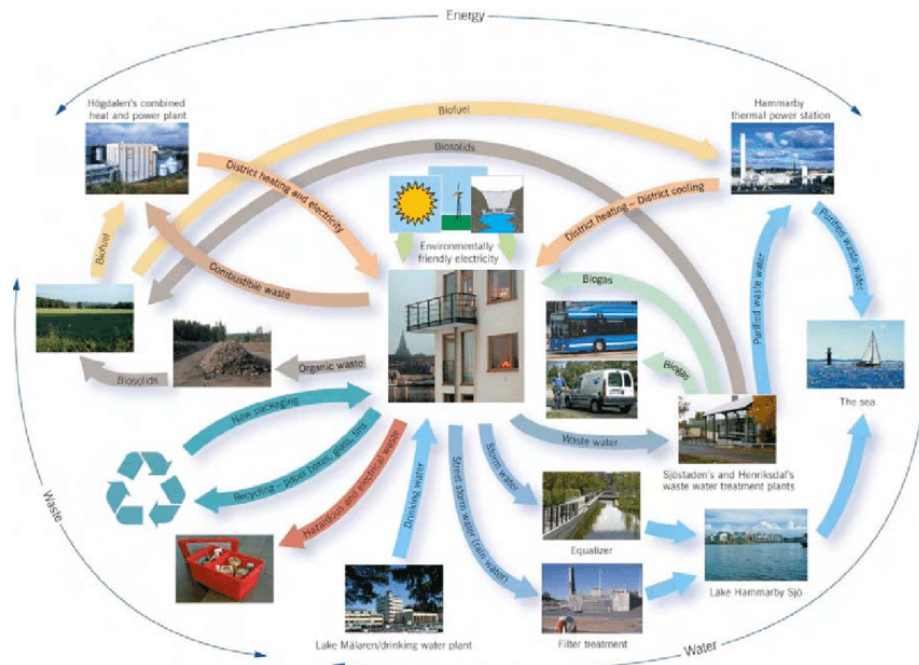 Energy
Högdalen's combined
heat and power plant
Hammarby
thermal power station
Biofuel
Biosolids
District heating and electricity
District heating – District cooling
Purified waste water
Biofuel
Combustible waste
Environmentally
friendly electricity
Biogas
Purified waste water
Biosolids
Organic waste
Biogas
The sea
New packaging
Waste water
Sjöstaden's and Henriksdal's
waste water treatment plants
Recycling – paper boxes, glass, tins
Hazardous and electrical waste
Drinking water
Street storm water (rain water)
Storm water
Waste
Equalizer
Lake Hammarby Sjö
Lake Mälaren/drinking water plant
Filter treatment
Water